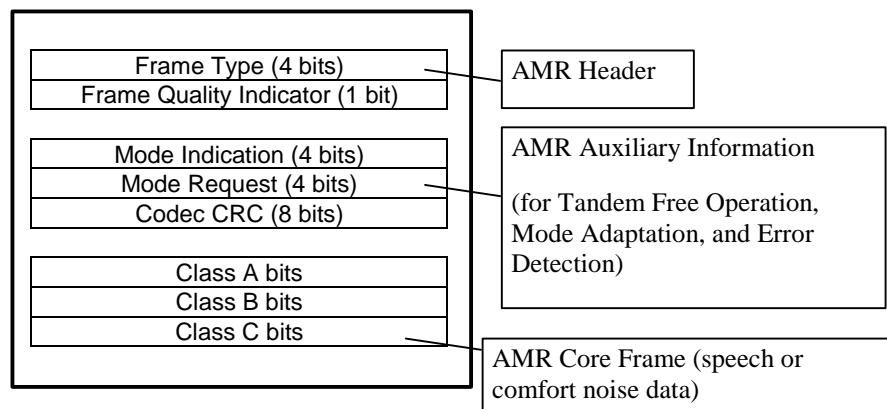 Frame Type (4 bits)
Frame Quality Indicator (1 bit)
AMR Header
Mode Indication (4 bits)
Mode Request (4 bits)
Codec CRC (8 bits)
AMR Auxiliary Information
(for Tandem Free Operation,
Mode Adaptation, and Error
Detection)
Class A bits
Class B bits
Class C bits
AMR Core Frame (speech or
comfort noise data)